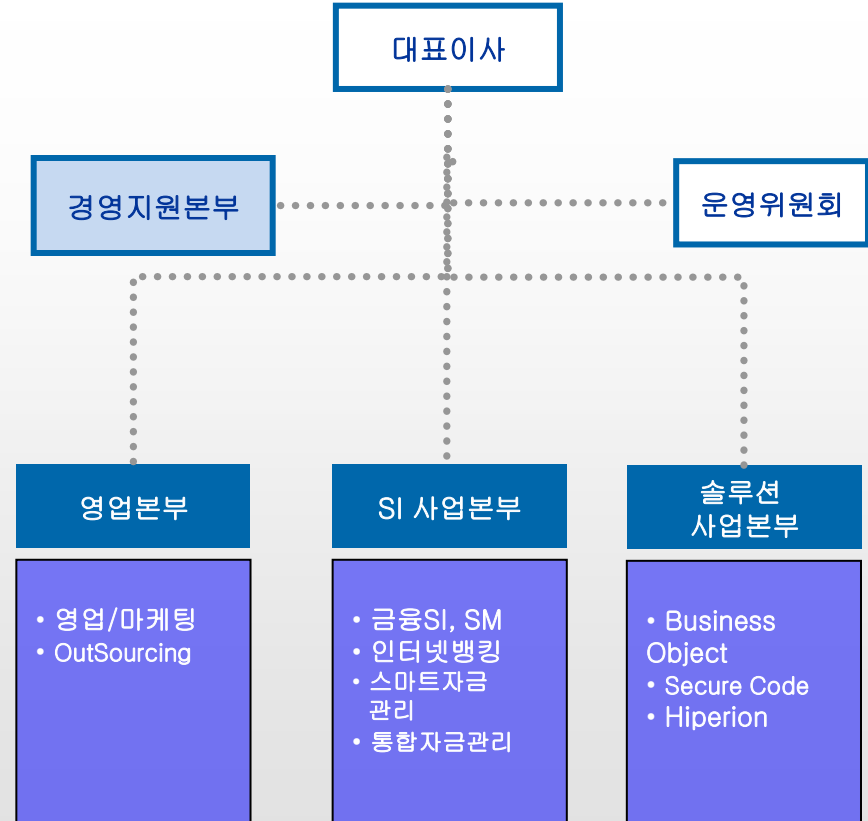 대표이사
경영지원본부
운영위원회
영업본부
SI 사업본부
솔루션
사업본부
• 영업/마케팅
• OutSourcing
• 금융SI, SM
• 인터넷뱅킹
• 스마트자금
관리
• 통합자금관리
• Business
Object
• Secure Code
• Hiperion